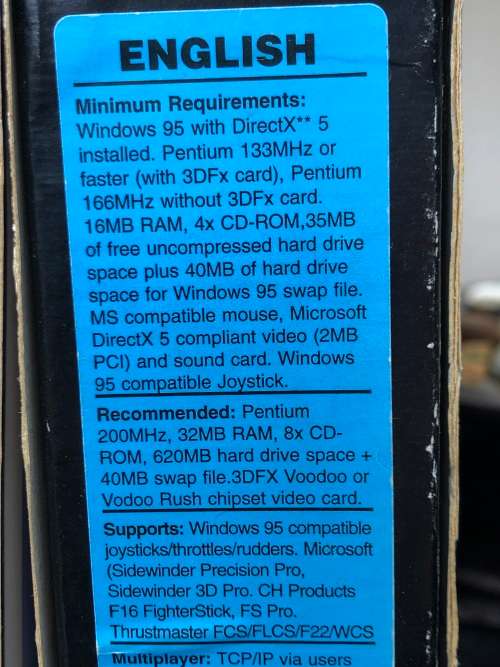 ENGLISH
Minimum Requirements:
Windows 95 with DirectX** 5
installed. Pentium 133MHz or
faster (with 3DFx card), Pentium
166MHz without 3DFx card.
16MB RAM, 4x CD-ROM,35MB
of free uncompressed hard drive
space plus 40MB of hard drive
space for Windows 95 swap file.
MS compatible mouse, Microsoft
DirectX 5 compliant video (2MB
PCI) and sound card. Windows
95 compatible Joystick.
Recommended: Pentium
200MHz, 32MB RAM, 8x CD-
ROM, 620MB hard drive space +
40MB swap file.3DFX Voodoo or
Vodoo Rush chipset video card.
Supports: Windows 95 compatible
joysticks/throttles/rudders. Microsoft
(Sidewinder Precision Pro,
Sidewinder 3D Pro. CH Products
F16 FighterStick, FS Pro.
Thrustmaster FCS/FLCS/F22/WCS
Multiplayer: TCP/IP via users